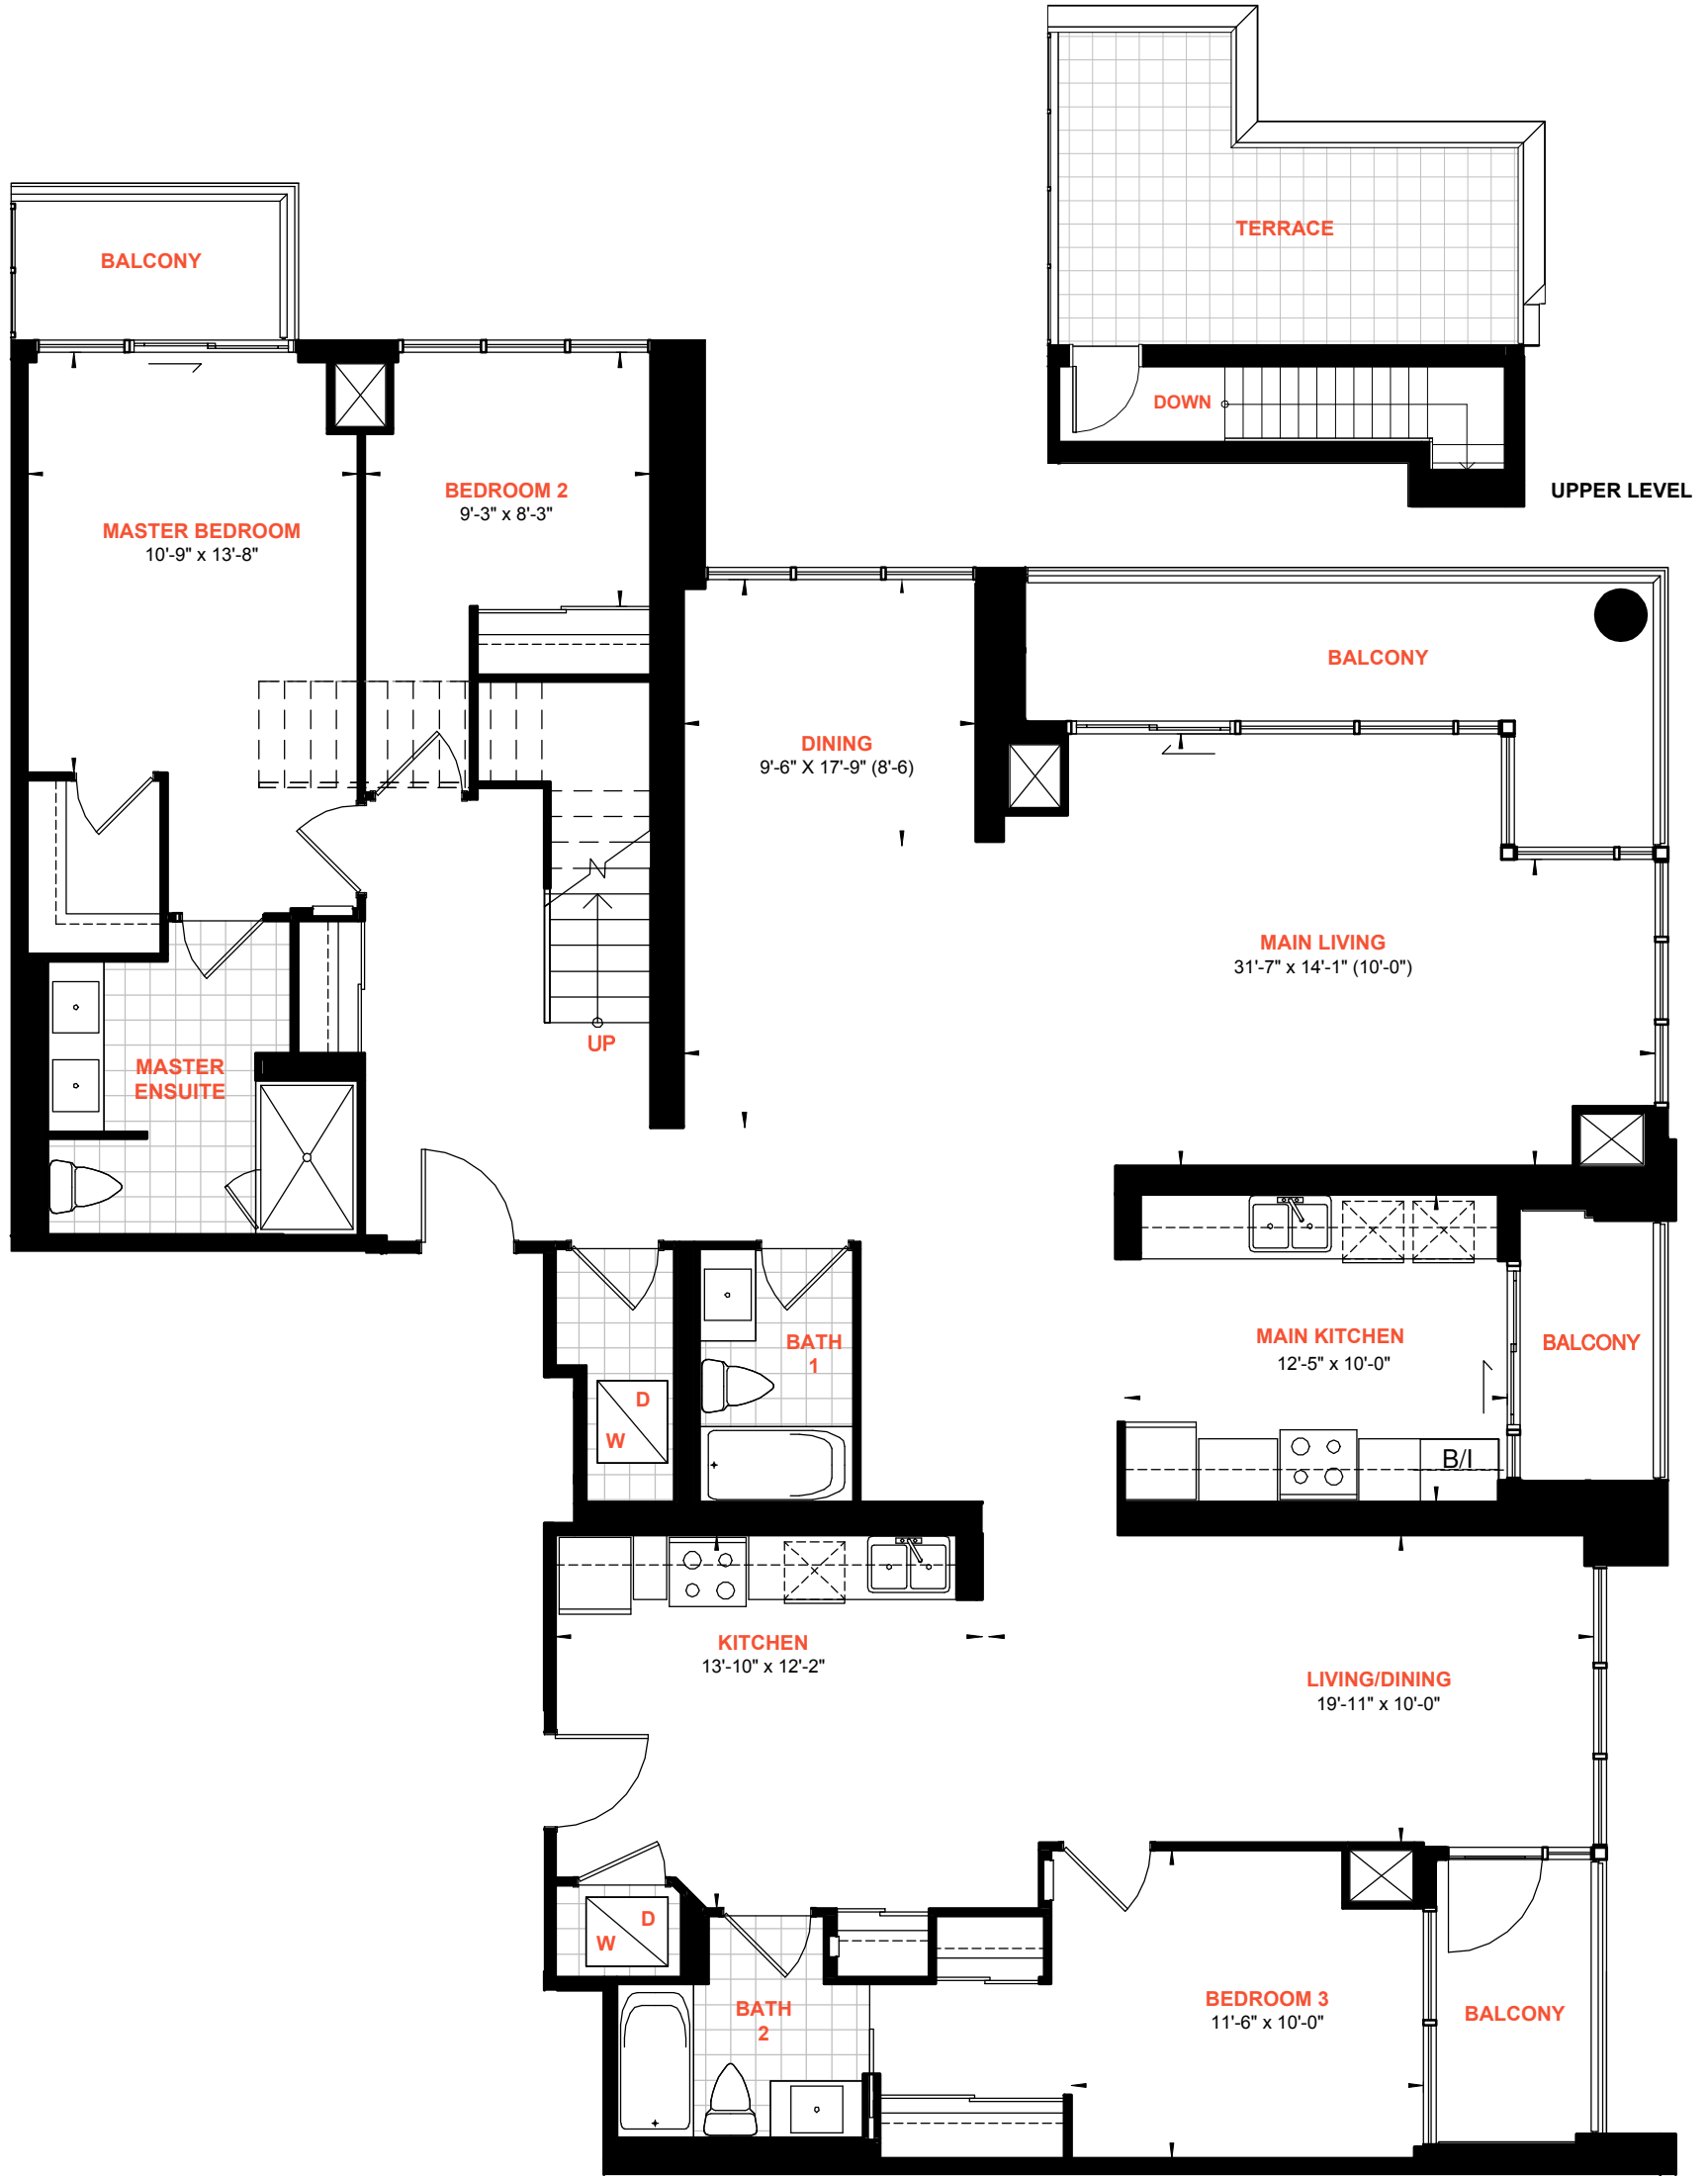 TERRACE
DOWN
UPPER LEVEL
BALCONY
MASTER BEDROOM
10'-9" x 13'-8"
BEDROOM 2
9'-3" x 8'-3"
BALCONY
DINING
9'-6" X 17'-9" (8'-6)
MAIN LIVING
31'-7" x 14'-1" (10'-0")
UP
MASTER
ENSUITE
MAIN KITCHEN
12'-5" x 10'-0"
BALCONY
BATH
1
D
W
B/I
KITCHEN
13'-10" x 12'-2"
LIVING/DINING
19'-11" x 10'-0"
D
W
BATH
2
BEDROOM 3
11'-6" x 10'-0"
BALCONY